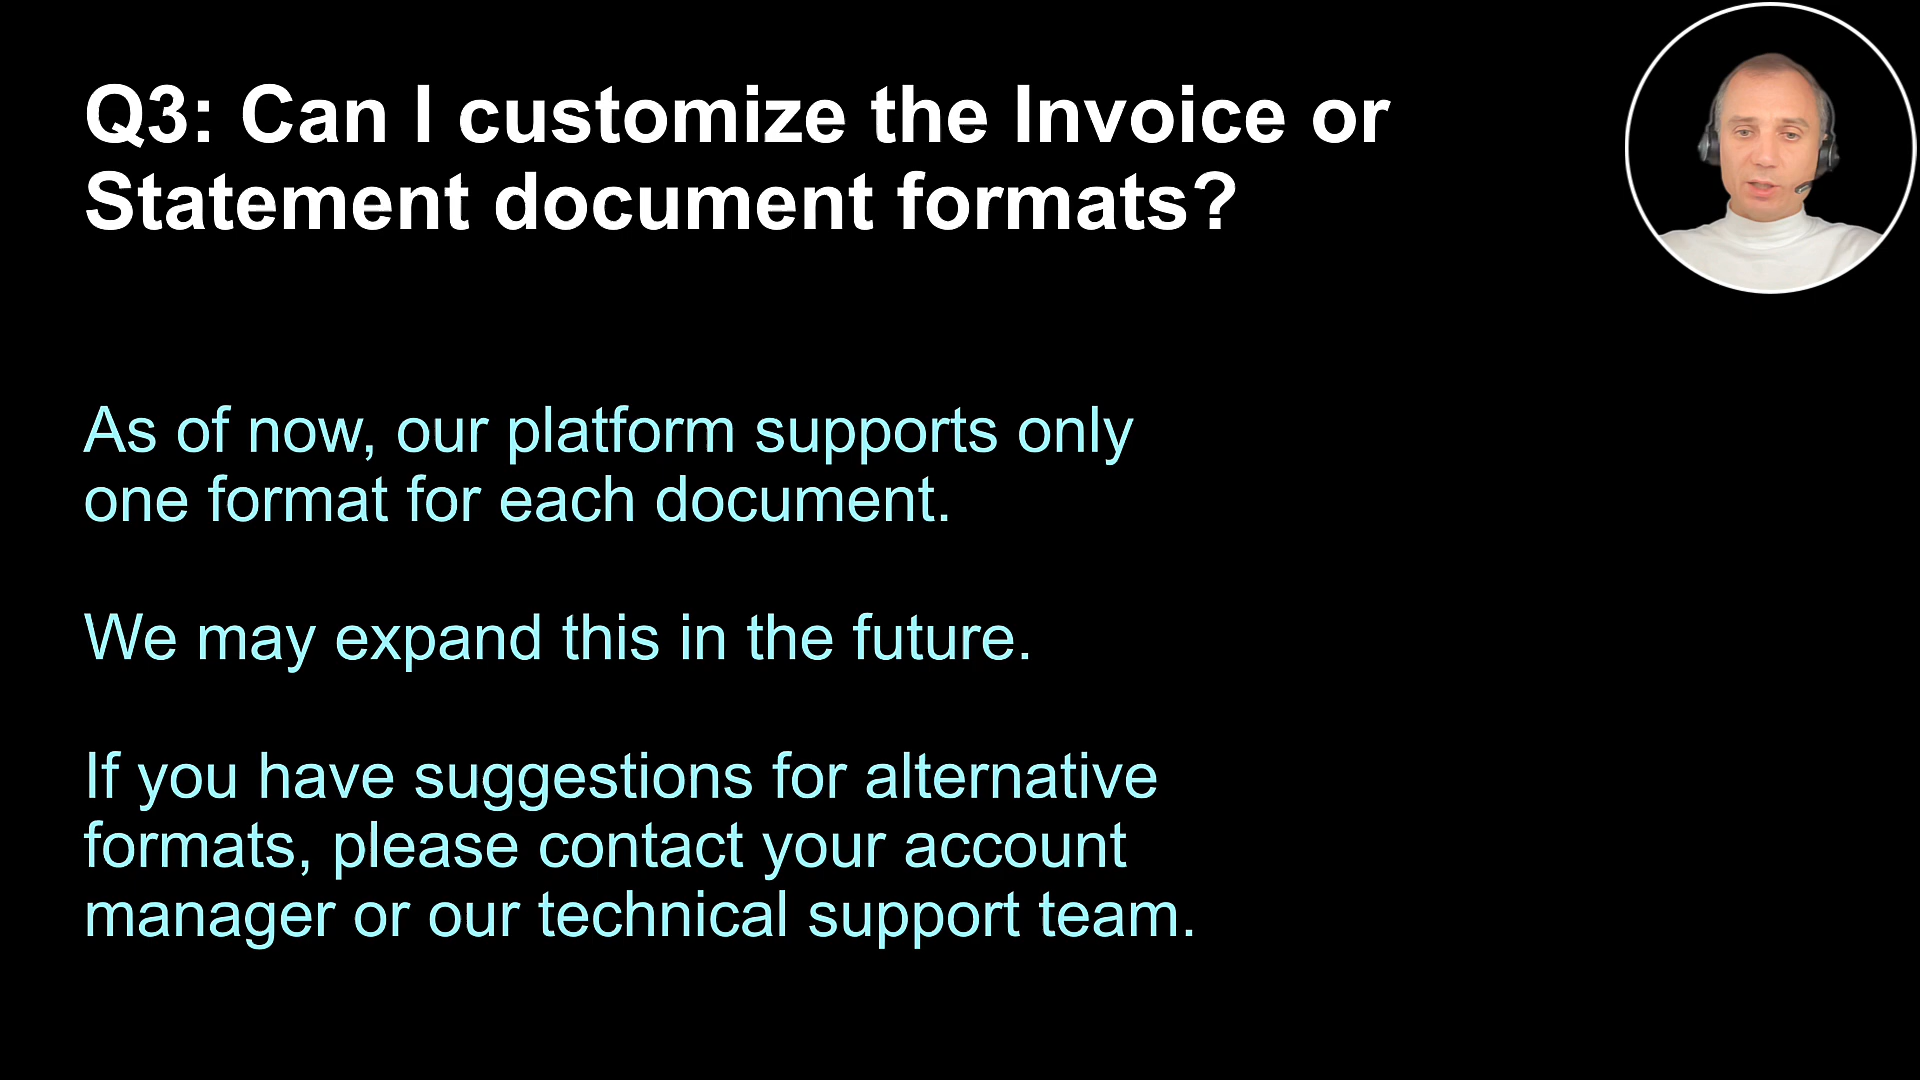 Q3: Can I customize the Invoice or
Statement document formats?
As of now, our platform supports only
one format for each document.
We may expand this in the future.
If you have suggestions for alternative
formats, please contact your account
manager or our technical support team.